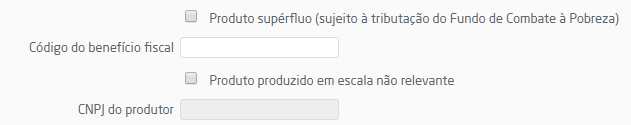 Produto supérfluo (sujeito à tributação do Fundo de Combate à Pobreza)
Código do benefício fiscal
Produto produzido em escala não relevante
CNPJ do produtor